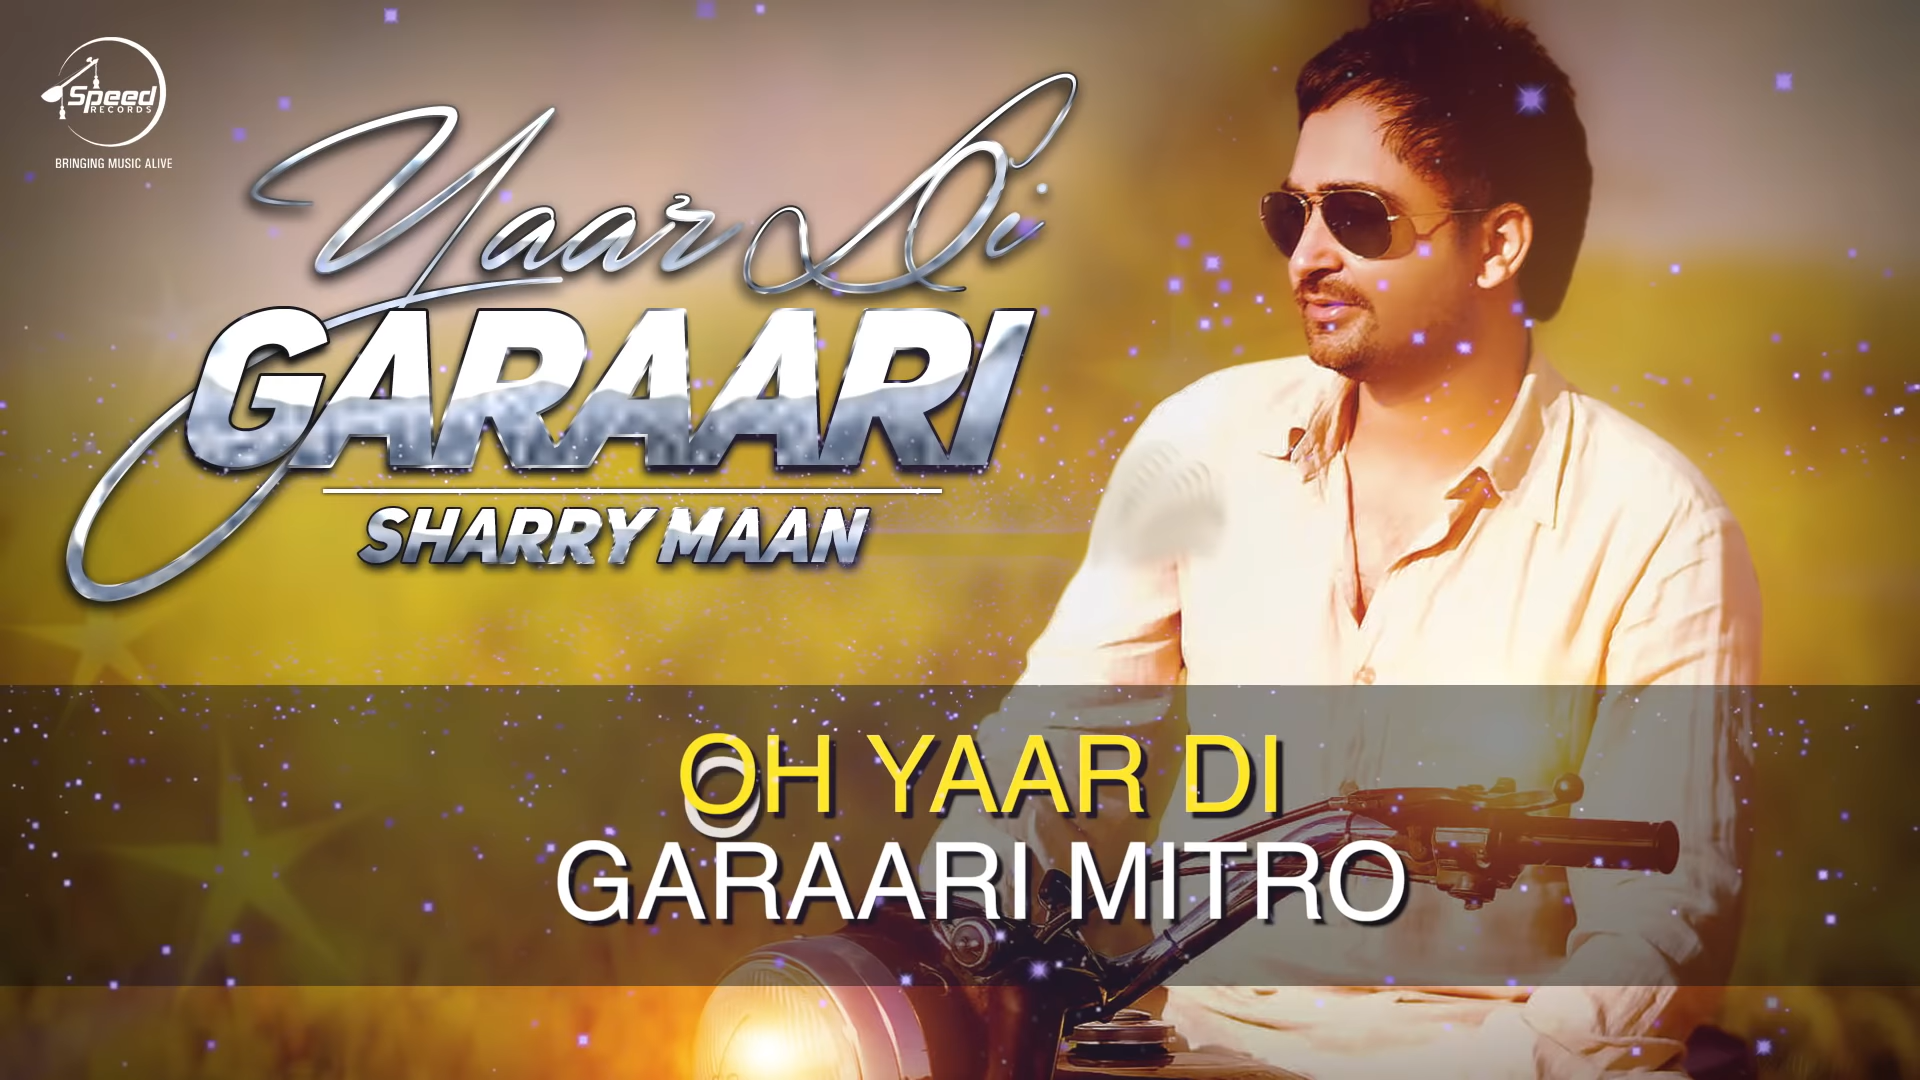 Speed
RECORDS
BRINGING MUSIC ALIVE
Yaar Di
GARAARI
SHARRY MAAN
OH YAAR DI
GARAARI MITRO